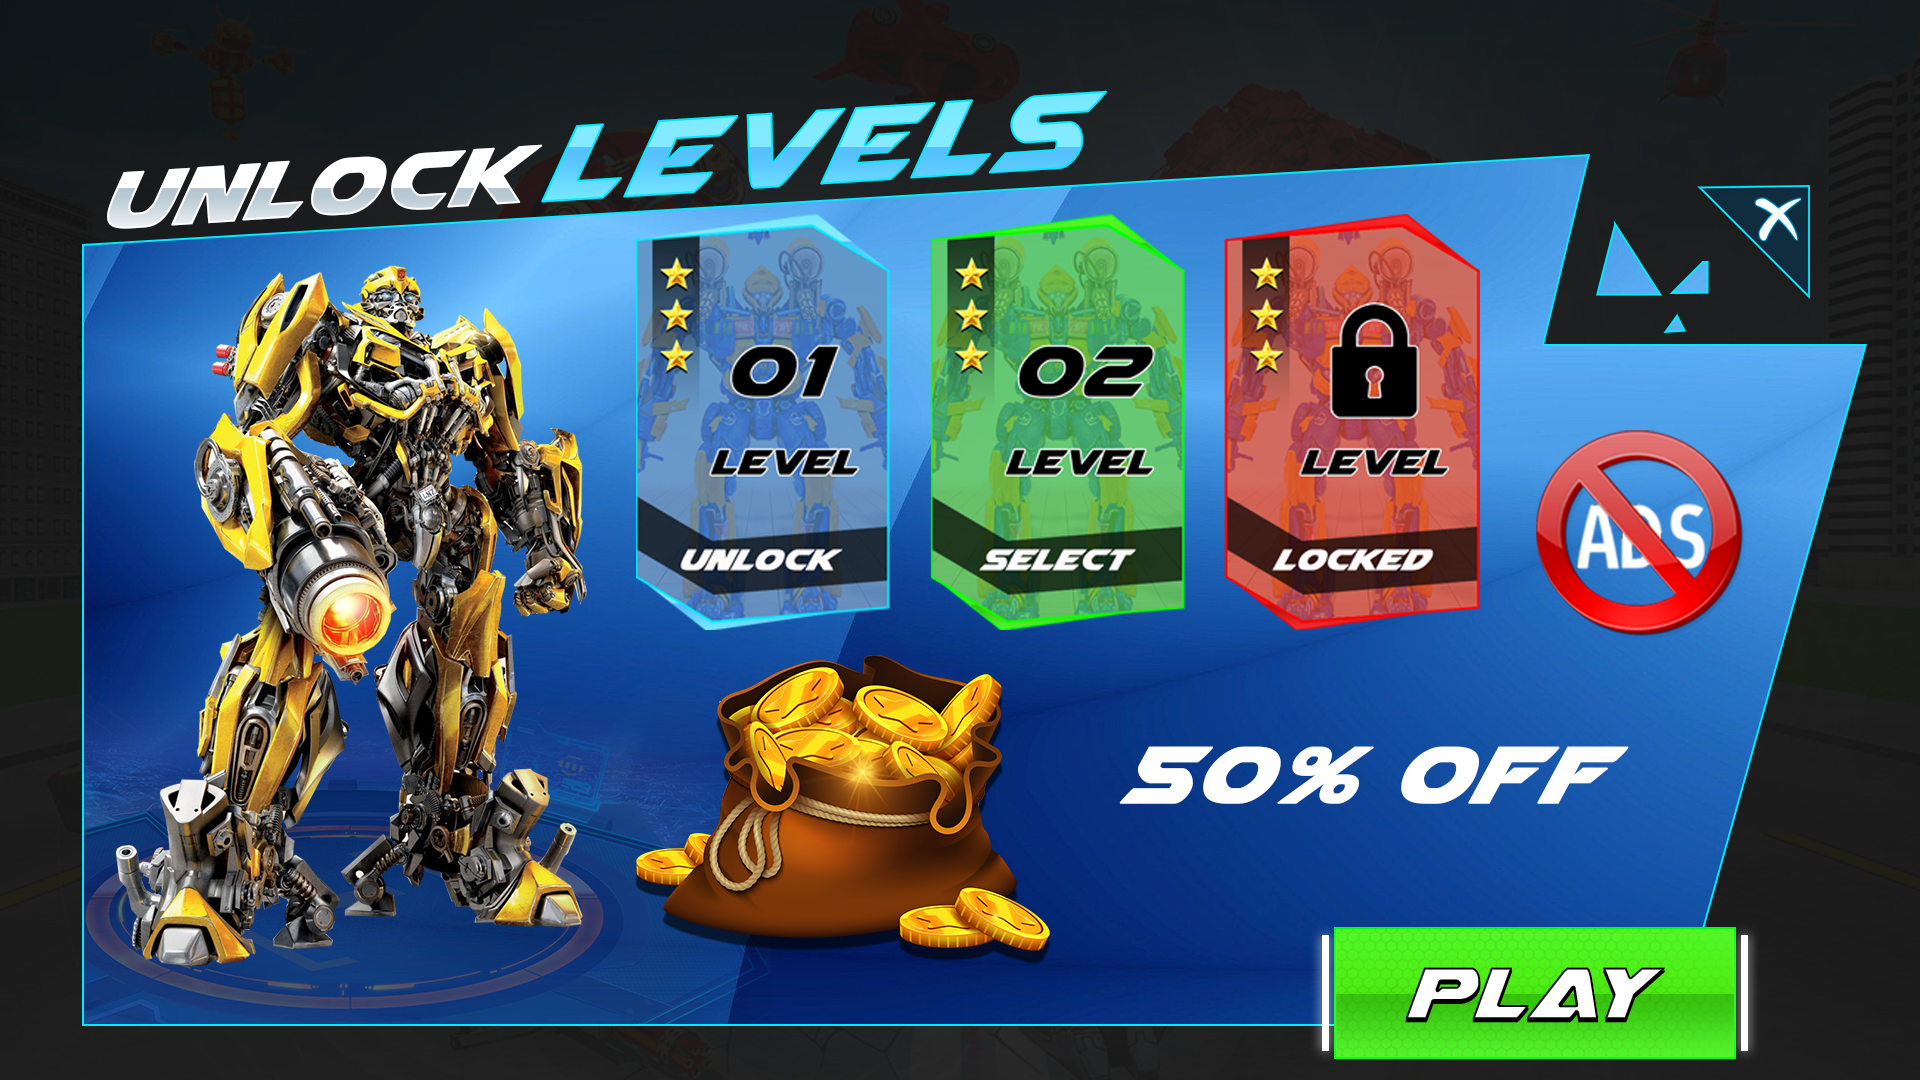 UNLOCK LEVELS
01
LEVEL
UNLOCK
02
LEVEL
SELECT
LEVEL
LOCKED
ADS
50% OFF
PLAY